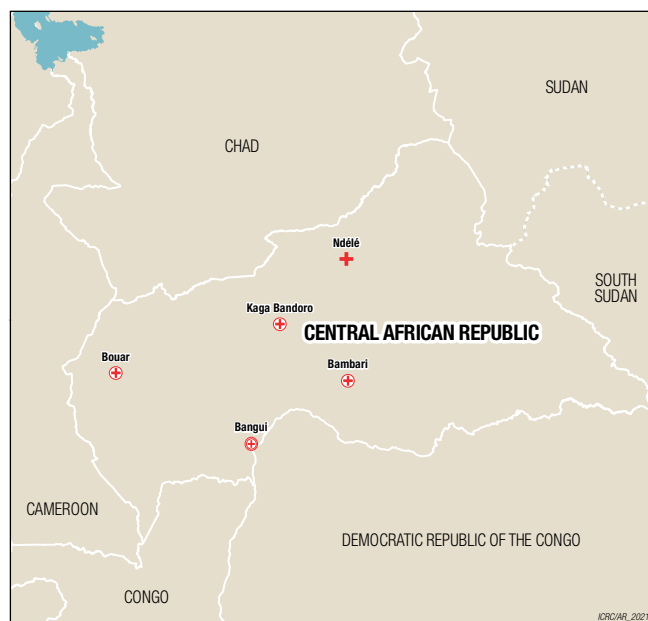 SUDAN
CHAD
Ndélé
SOUTH
SUDAN
Kaga Bandoro
CENTRAL AFRICAN REPUBLIC
Bouar
Bambari
Bangui
CAMEROON
DEMOCRATIC REPUBLIC OF THE CONGO
CONGO
ICRC/AR_2021